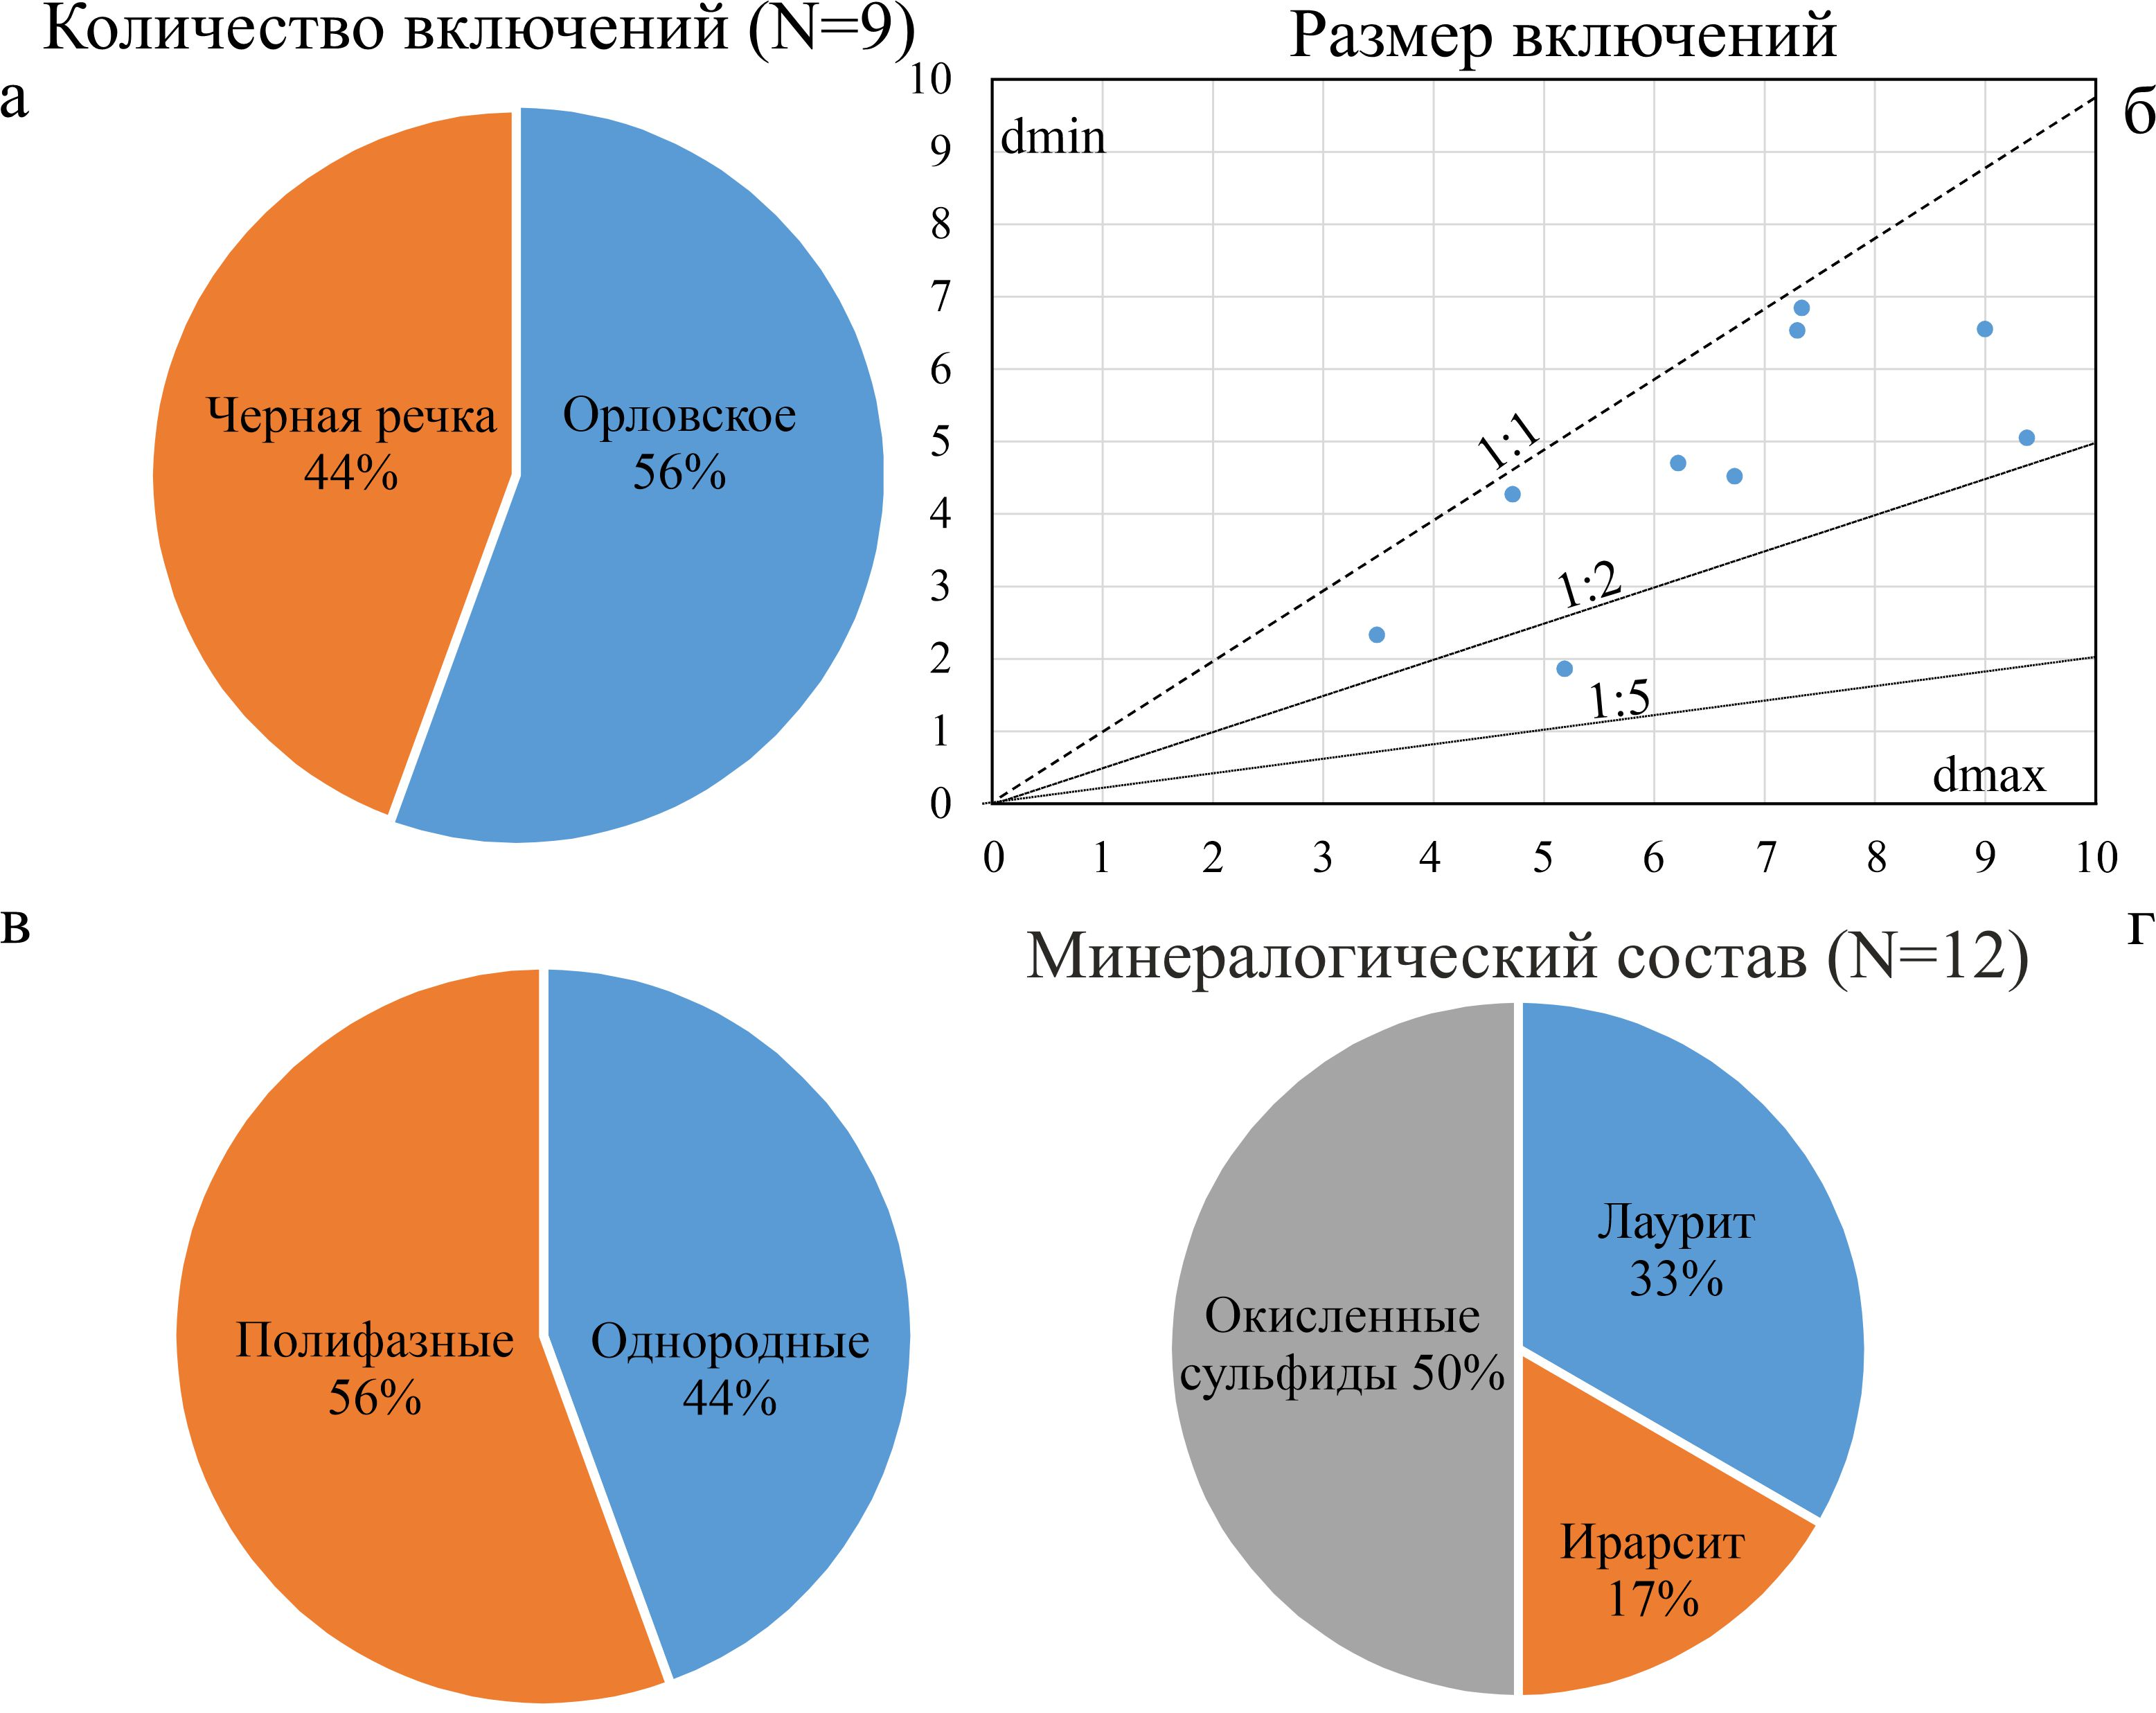 Количество включений (N=9)
а
Черная речка
44%
Орловское
56%
Размер включений
б
10
9
8
7
6
5
4
3
2
1
0
dmin
1:1
1:2
1:5
dmax
0 1 2 3 4 5 6 7 8 9 10
в
Полифазные
56%
Однородные
44%
Минералогический состав (N=12)
г
Лаурит
33%
Окисленные
сульфиды 50%
Ирарсит
17%